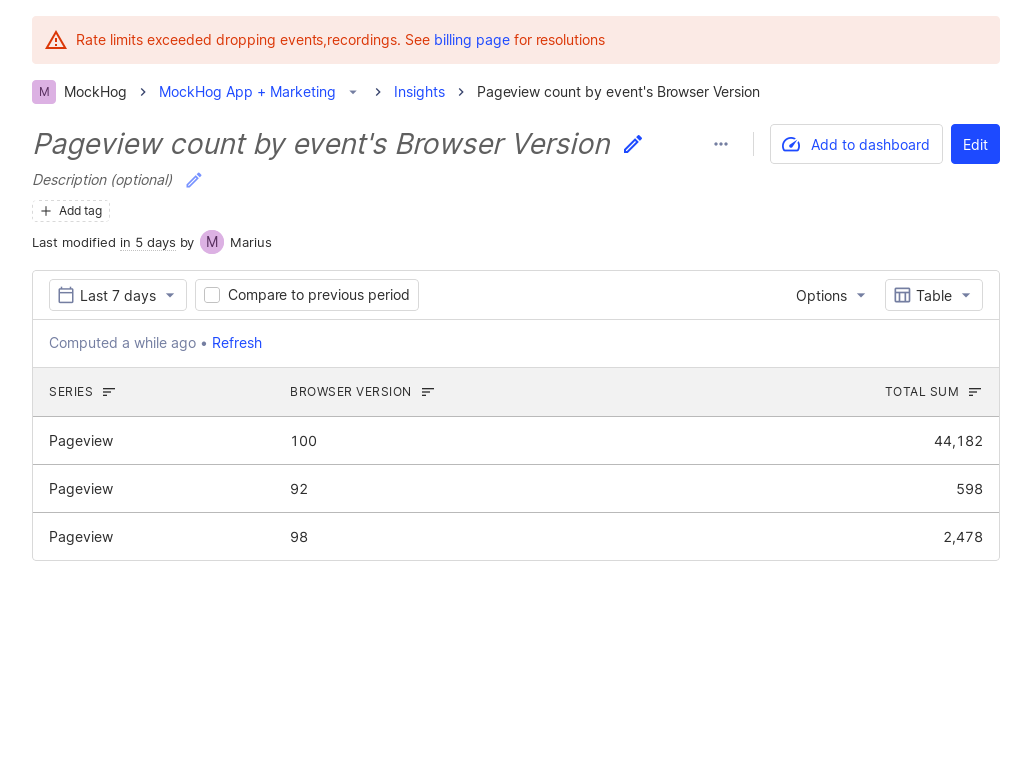 Rate limits exceeded dropping events,recordings. See billing page for resolutions
M MockHog MockHog App + Marketing Insights Pageview count by event's Browser Version
Pageview count by event's Browser Version
Add to dashboard Edit
Description (optional)
Add tag
Last modified in 5 days by M Marius
Last 7 days Compare to previous period Options Table
Computed a while ago • Refresh
SERIES BROWSER VERSION TOTAL SUM
Pageview 100 44,182
Pageview 92 598
Pageview 98 2,478